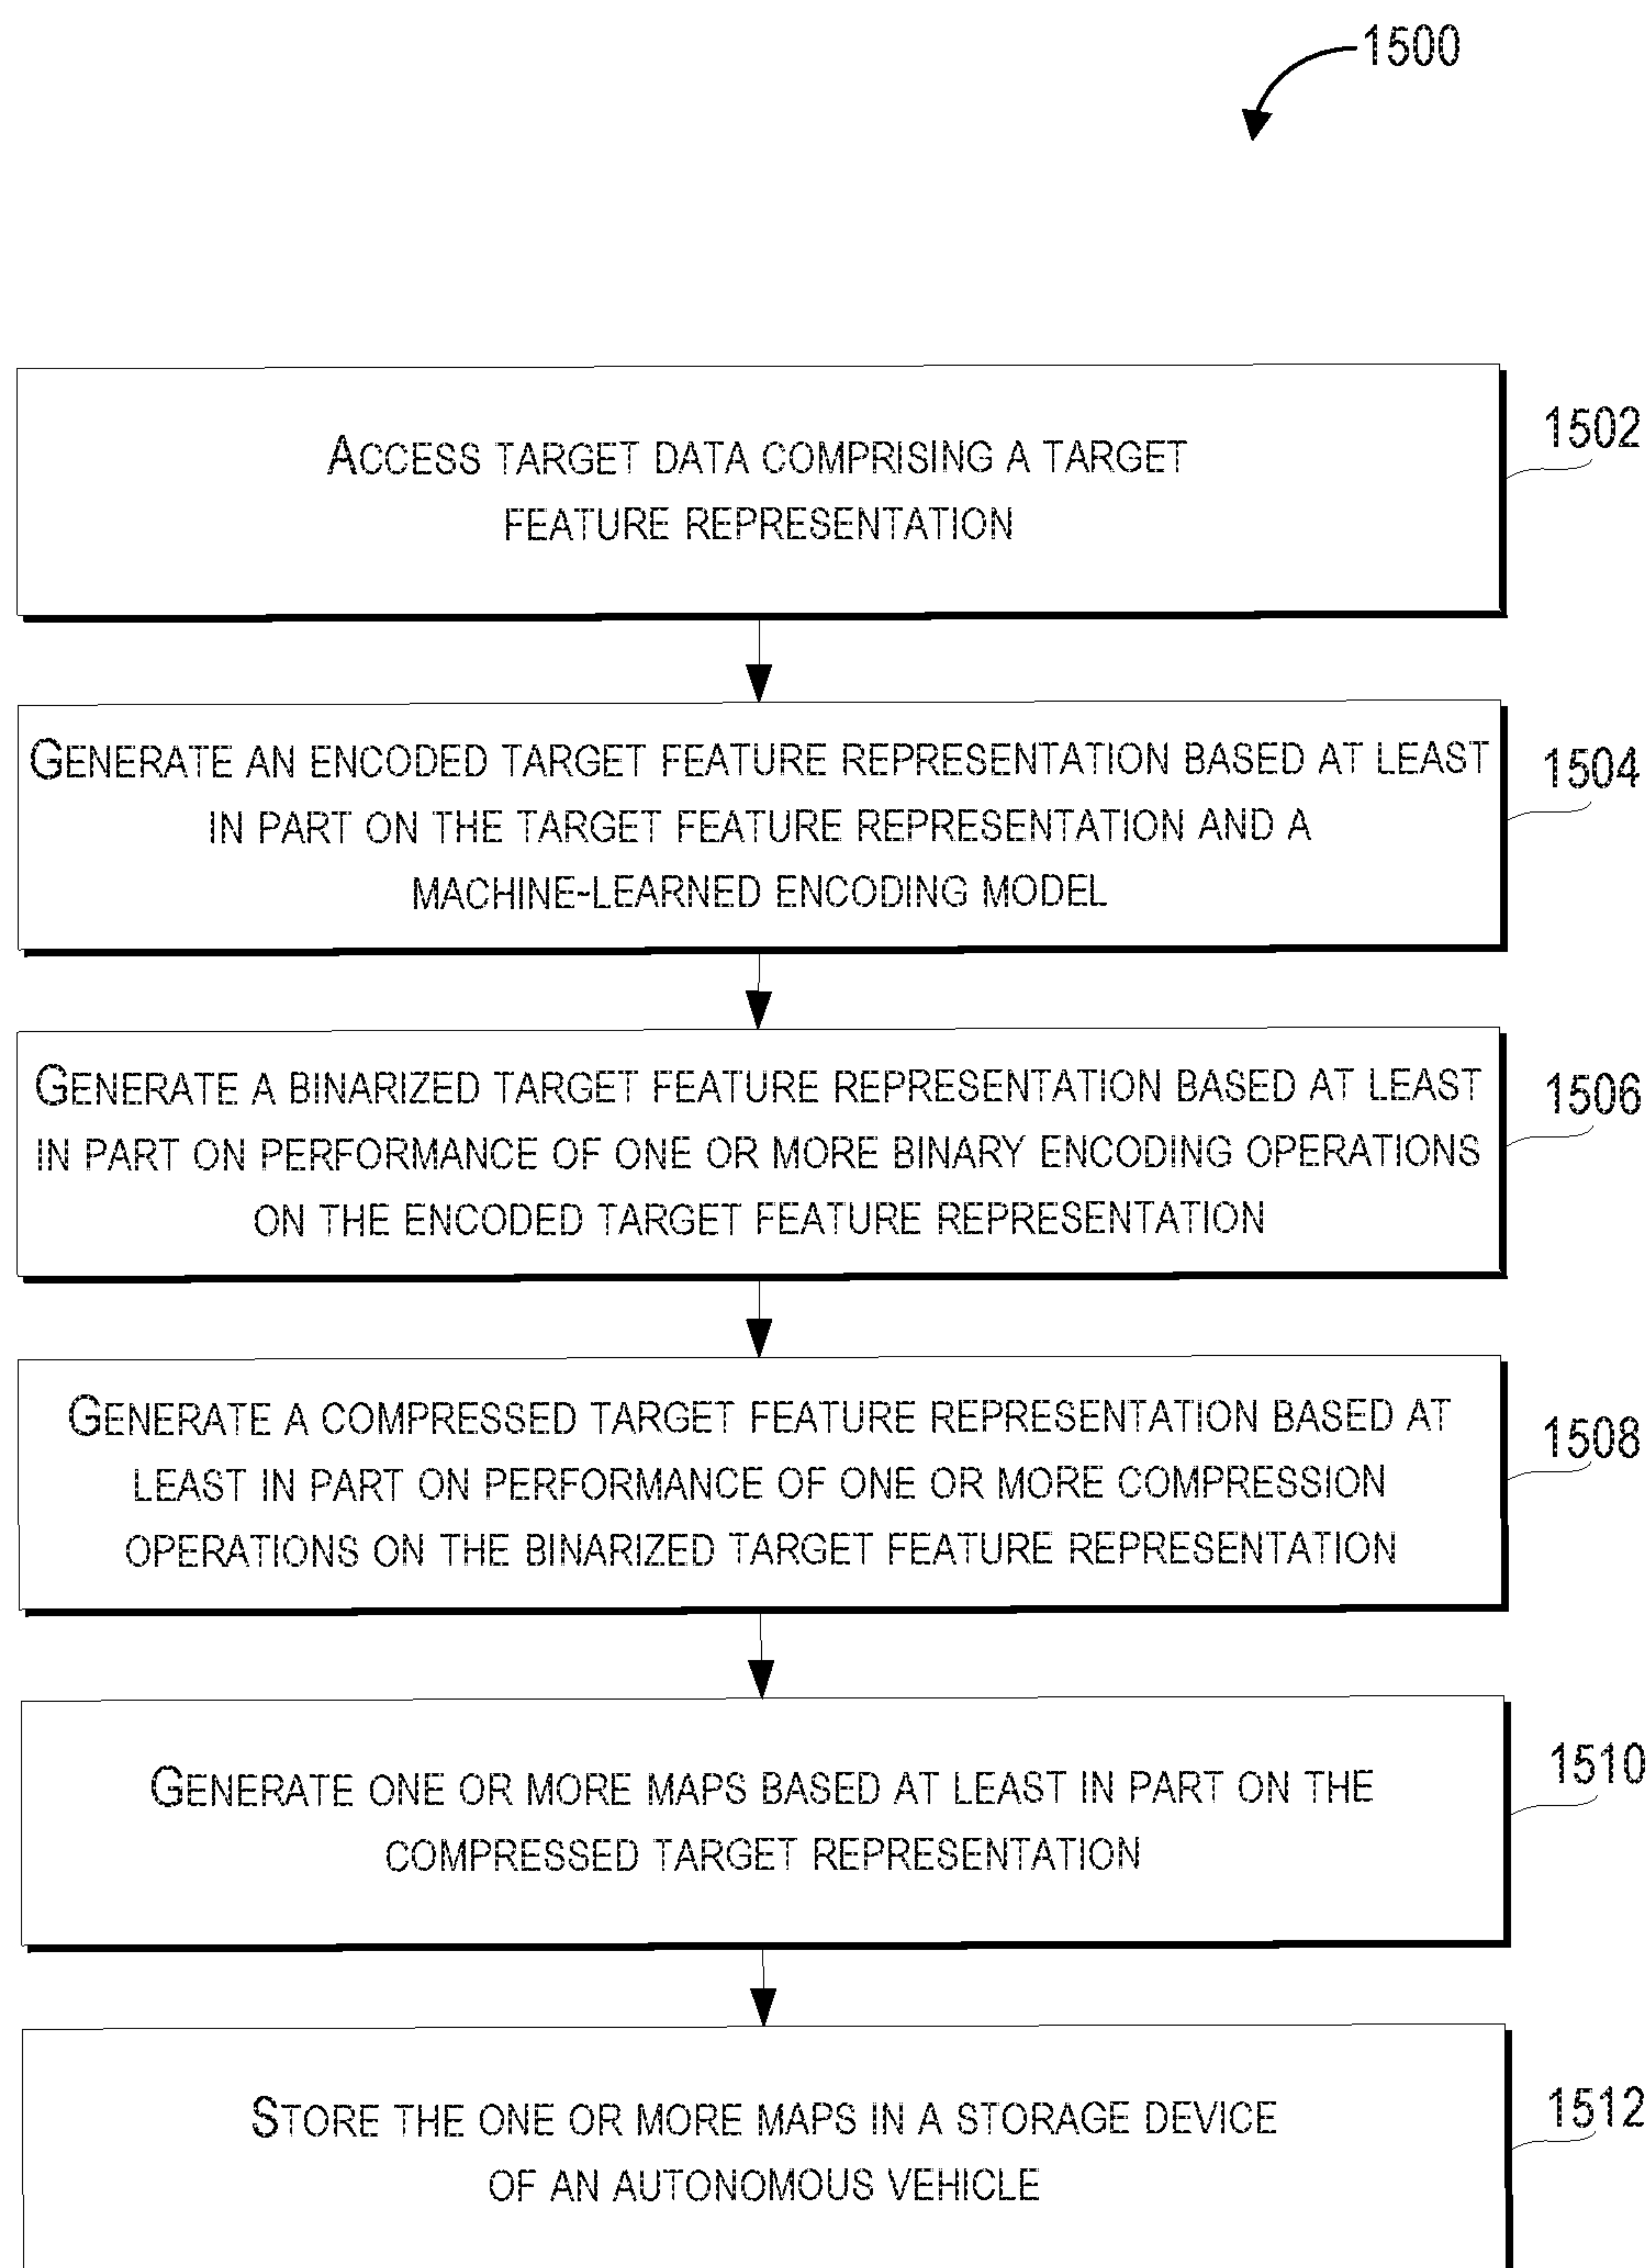 1500
ACCESS TARGET DATA COMPRISING A TARGET
FEATURE REPRESENTATION
1502
GENERATE AN ENCODED TARGET FEATURE REPRESENTATION BASED AT LEAST
IN PART ON THE TARGET FEATURE REPRESENTATION AND A
MACHINE-LEARNED ENCODING MODEL
1504
GENERATE A BINARIZED TARGET FEATURE REPRESENTATION BASED AT LEAST
IN PART ON PERFORMANCE OF ONE OR MORE BINARY ENCODING OPERATIONS
ON THE ENCODED TARGET FEATURE REPRESENTATION
1506
GENERATE A COMPRESSED TARGET FEATURE REPRESENTATION BASED AT
LEAST IN PART ON PERFORMANCE OF ONE OR MORE COMPRESSION
OPERATIONS ON THE BINARIZED TARGET FEATURE REPRESENTATION
1508
GENERATE ONE OR MORE MAPS BASED AT LEAST IN PART ON THE
COMPRESSED TARGET REPRESENTATION
1510
STORE THE ONE OR MORE MAPS IN A STORAGE DEVICE
OF AN AUTONOMOUS VEHICLE
1512